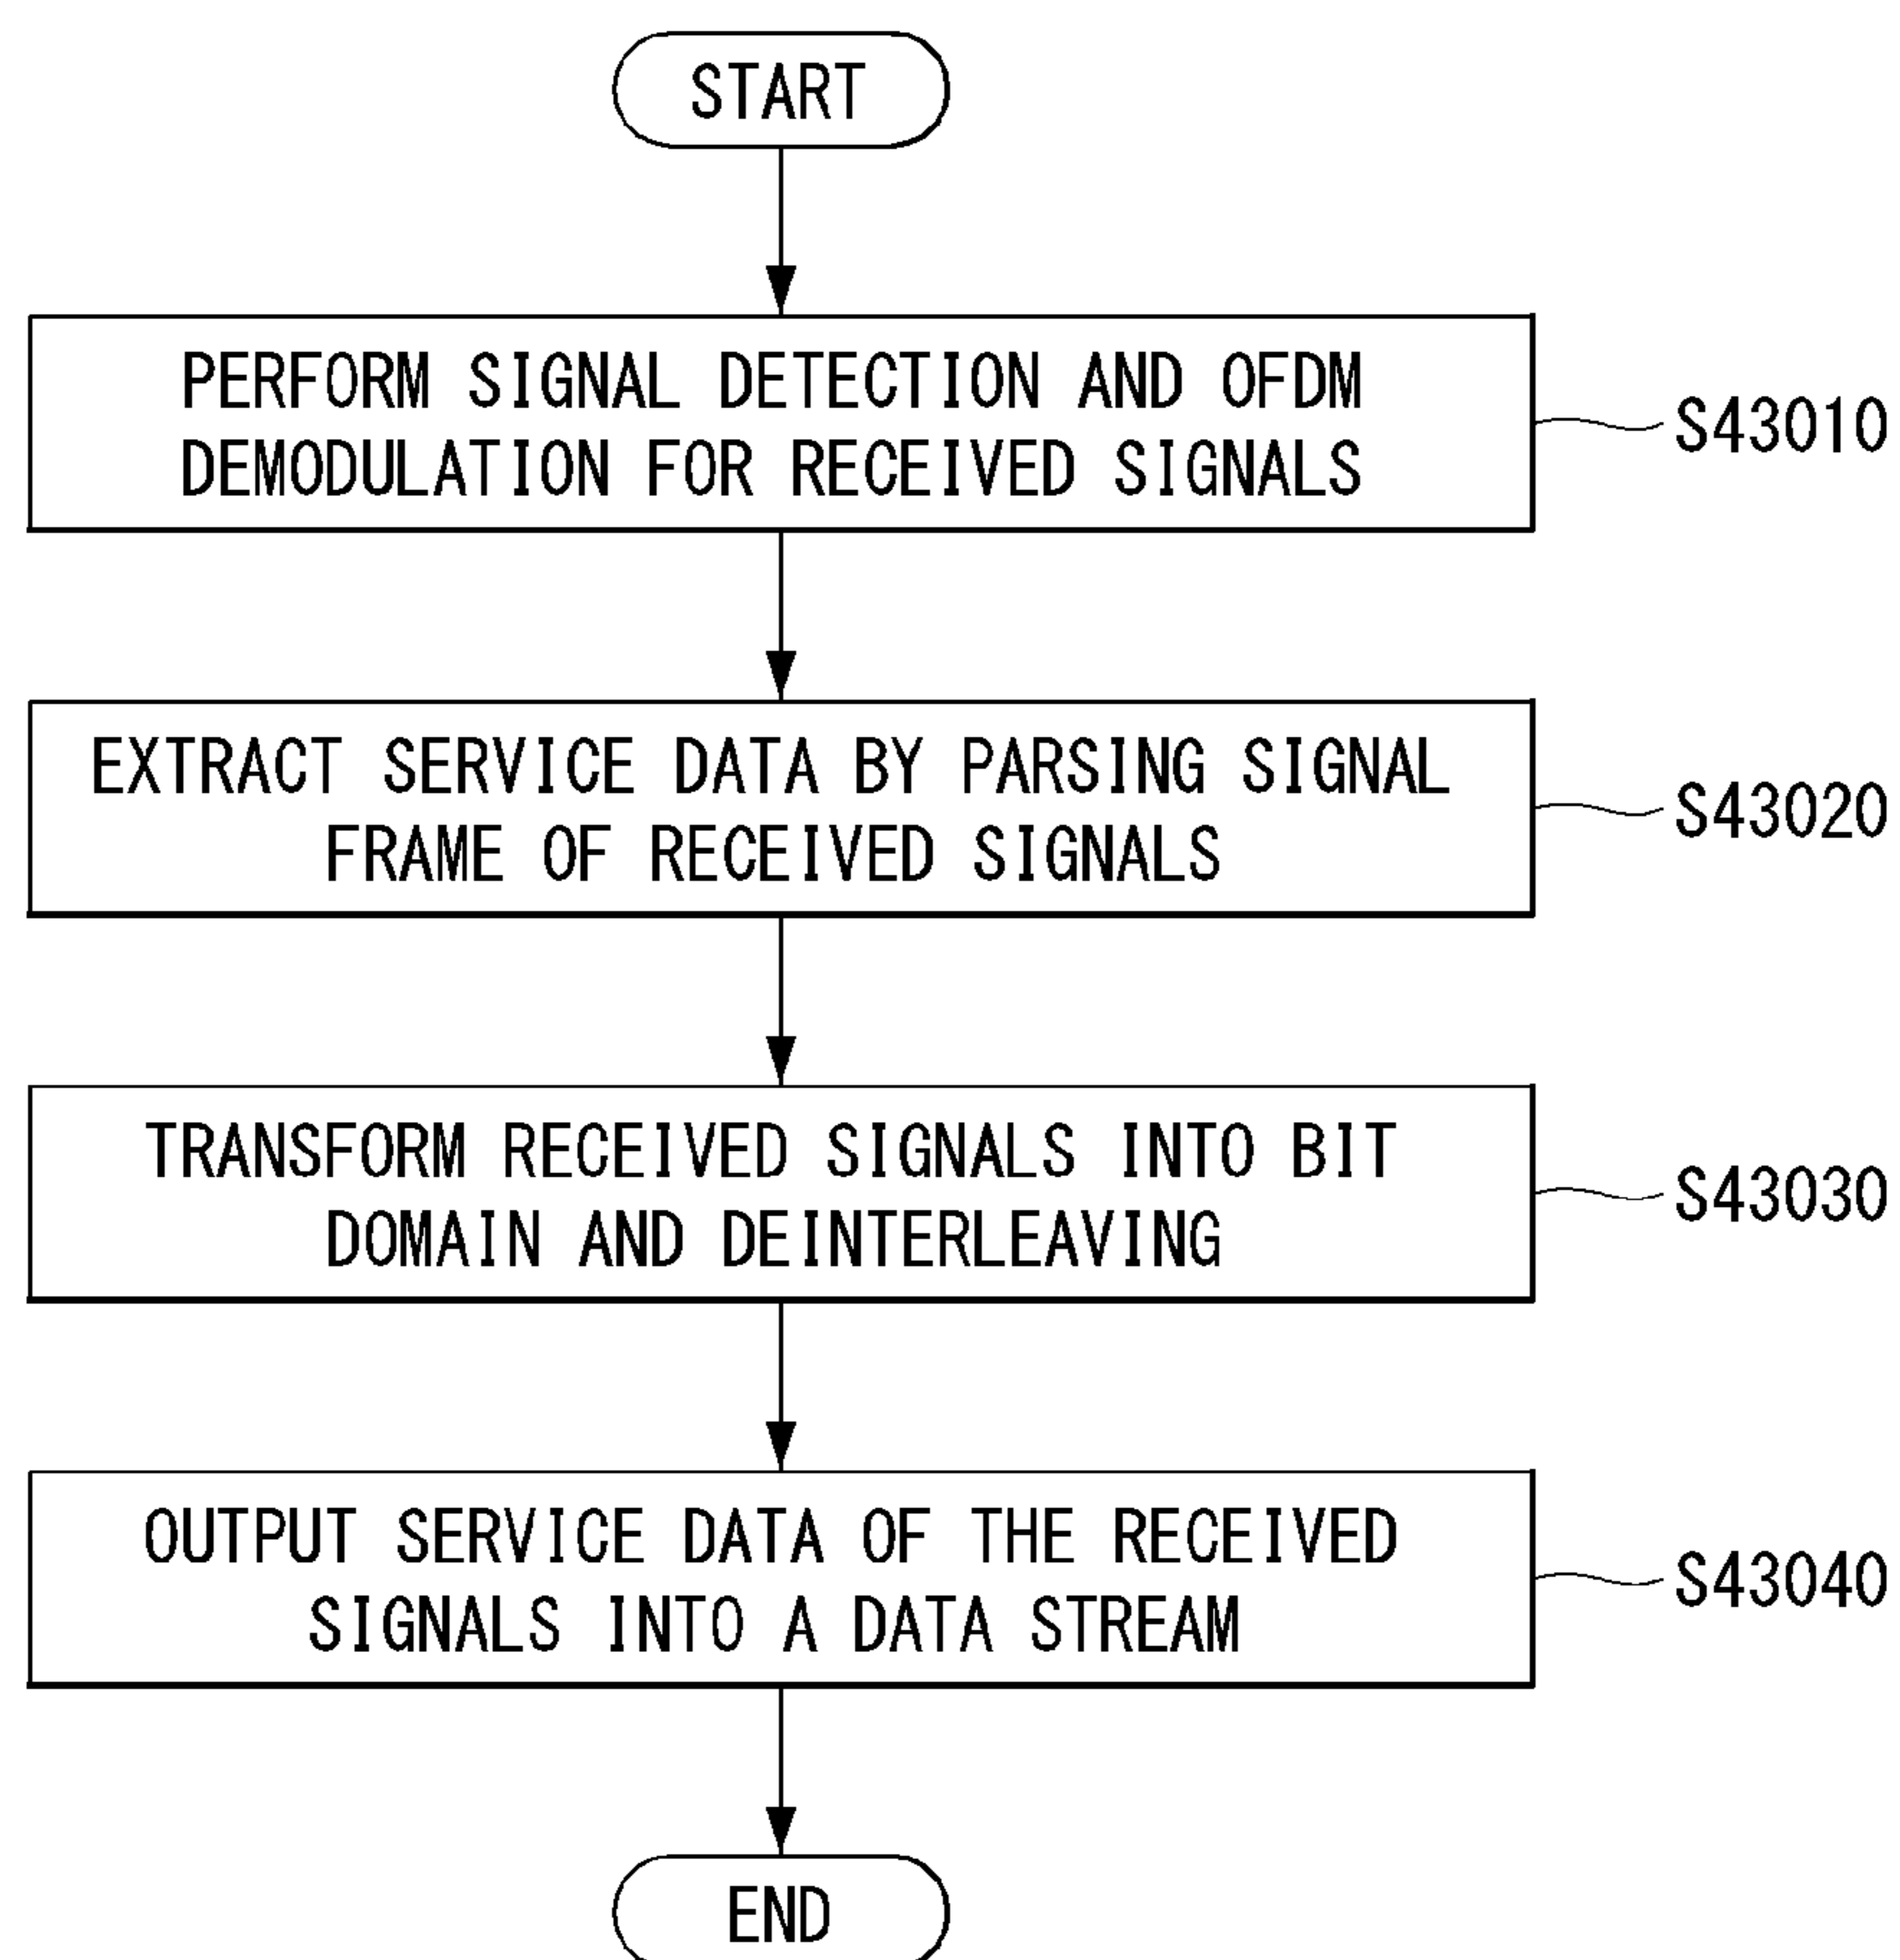 START
PERFORM SIGNAL DETECTION AND OFDM
DEMODULATION FOR RECEIVED SIGNALS
S43010
EXTRACT SERVICE DATA BY PARSING SIGNAL
FRAME OF RECEIVED SIGNALS
S43020
TRANSFORM RECEIVED SIGNALS INTO BIT
DOMAIN AND DEINTERLEAVING
S43030
OUTPUT SERVICE DATA OF THE RECEIVED
SIGNALS INTO A DATA STREAM
S43040
END